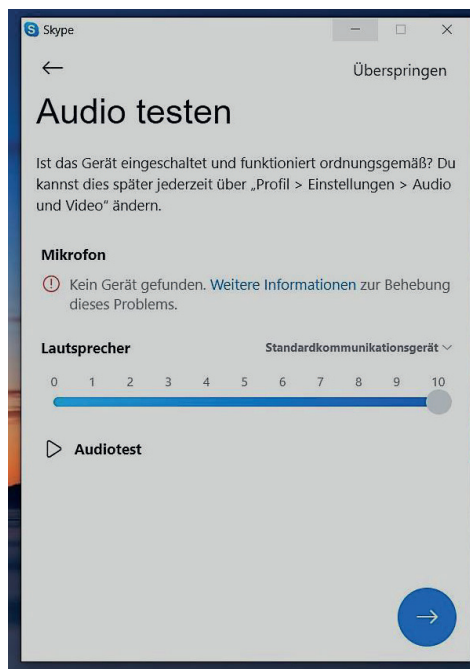 Skype
Überspringen
Audio testen
Ist das Gerät eingeschaltet und funktioniert ordnungsgemäß? Du
kannst dies später jederzeit über „Profil > Einstellungen > Audio
und Video“ ändern.
Mikrofon
Kein Gerät gefunden. Weitere Informationen zur Behebung
dieses Problems.
Lautsprecher Standardkommunikationsgerät
0 1 2 3 4 5 6 7 8 9 10
Audiotest